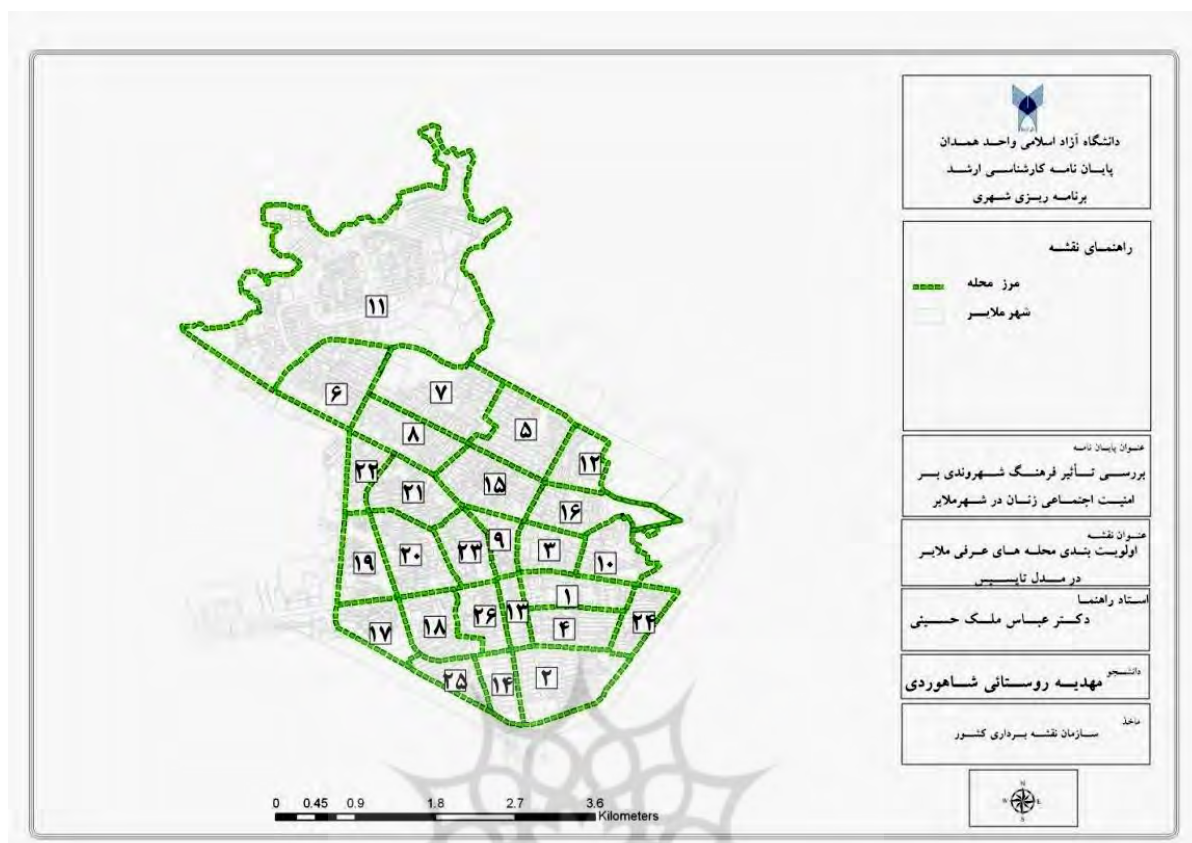 دانشگاه آزاد اسلامی واحد همدان
پایان نامه کارشناسی ارشد
برنامه ریزی شهری
راهنمای نقشه
مرز محله
شهر ملایر
عنوان پایان نامه
بررسی تأثیر فرهنگ شهروندی بر
امنیت اجتماعی زنان در شهرملایر
عنوان نقشه
اولویت بندی محله های عرفی ملایر
در مدل تاپسیس
استاد راهنما
دکتر عباس ملک حسینی
دانشجو
مهدیه روستائی شاهوردی
ماخذ
سازمان نقشه برداری کشور
N
E
S
۱۱
۶
۷
۸
۵
۱۲
۲۲
۲۱
۱۵
۱۶
۱۹
۲۰
۲۳
۹
۳
۱۰
۱
۱۷
۱۸
۲۶
۱۳
۴
۲۴
۲۵
۱۴
۲
0 0.45 0.9 1.8 2.7 3.6
Kilometers